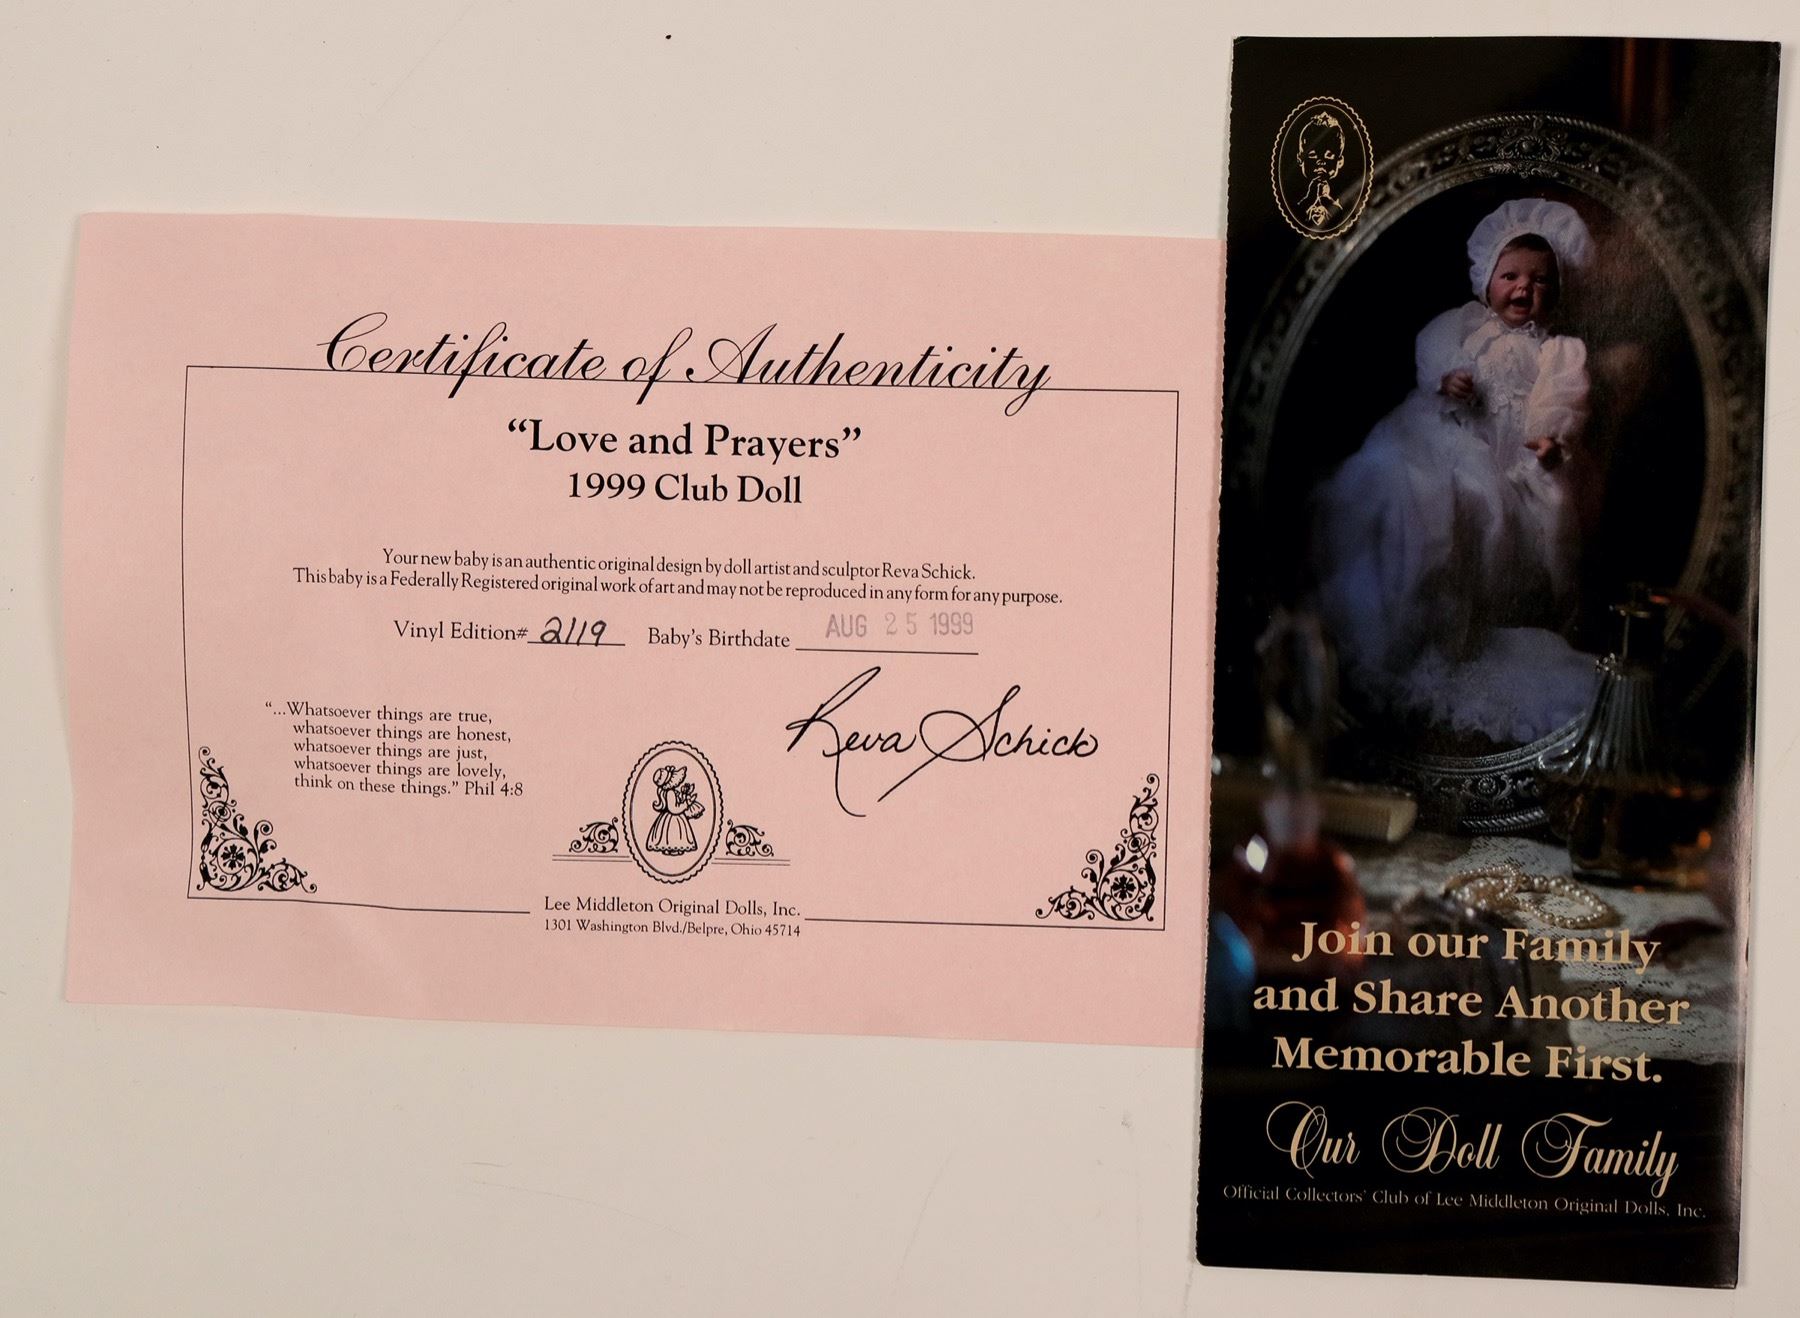 Certificate of Authenticity
“Love and Prayers”
1999 Club Doll
Your new baby is an authentic original design by doll artist and sculptor Reva Schick.
This baby is a Federally Registered original work of art and may not be reproduced in any form for any purpose.
Vinyl Edition# 2119 Baby's Birthdate AUG 25 1999
Reva Schick
“...Whatsoever things are true,
whatsoever things are honest,
whatsoever things are just,
whatsoever things are lovely,
think on these things.” Phil 4:8
Lee Middleton Original Dolls, Inc.
1301 Washington Blvd./Belpre, Ohio 45714
Join our Family
and Share Another
Memorable First.
Our Doll Family
Official Collectors' Club of Lee Middleton Original Dolls, Inc.